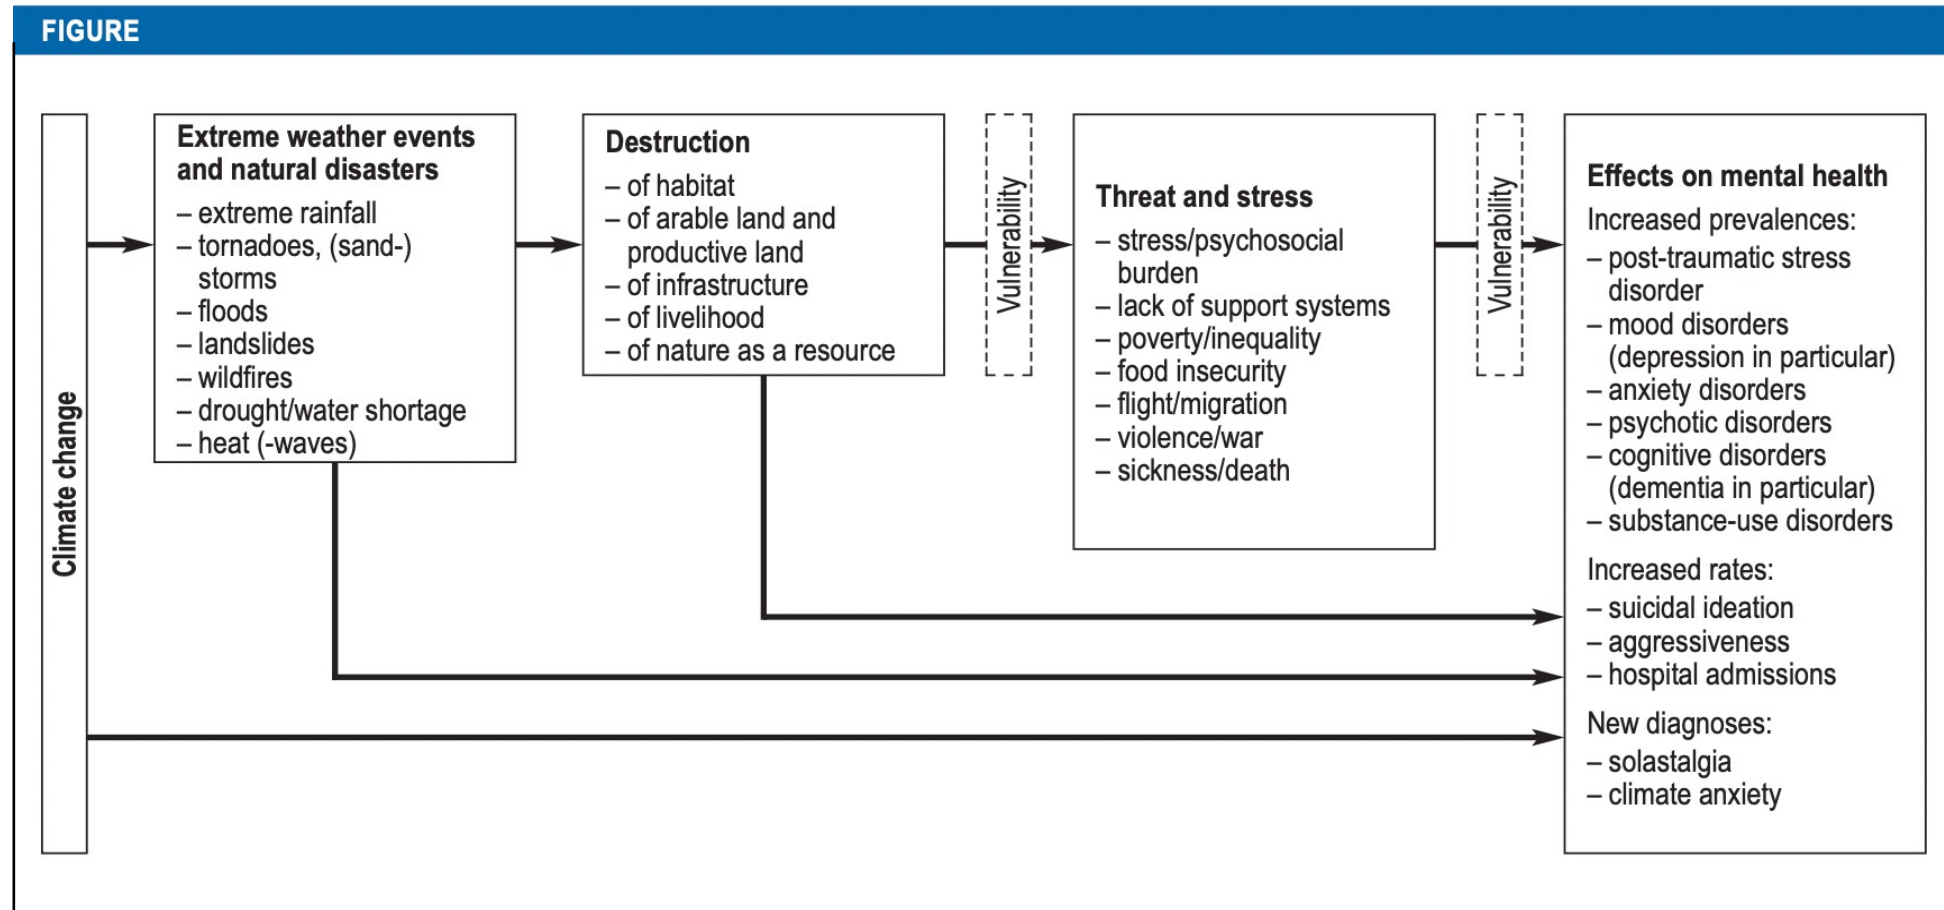 FIGURE
Climate change
Extreme weather events
and natural disasters
– extreme rainfall
– tornadoes, (sand-)
storms
– floods
– landslides
– wildfires
– drought/water shortage
– heat (-waves)
Destruction
– of habitat
– of arable land and
productive land
– of infrastructure
– of livelihood
– of nature as a resource
Vulnerability
Threat and stress
– stress/psychosocial
burden
– lack of support systems
– poverty/inequality
– food insecurity
– flight/migration
– violence/war
– sickness/death
Vulnerability
Effects on mental health
Increased prevalences:
– post-traumatic stress
disorder
– mood disorders
(depression in particular)
– anxiety disorders
– psychotic disorders
– cognitive disorders
(dementia in particular)
– substance-use disorders
Increased rates:
– suicidal ideation
– aggressiveness
– hospital admissions
New diagnoses:
– solastalgia
– climate anxiety